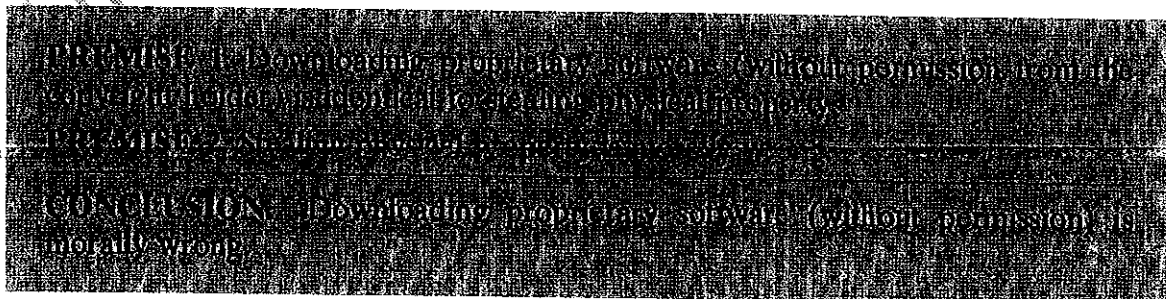 PREMISE 1. Downloading proprietary software (without permission from the
copyright holder) is identical to stealing physical property.
PREMISE 2. Stealing
CONCLUSION. Downloading proprietary software (without permission) is
morally wrong.